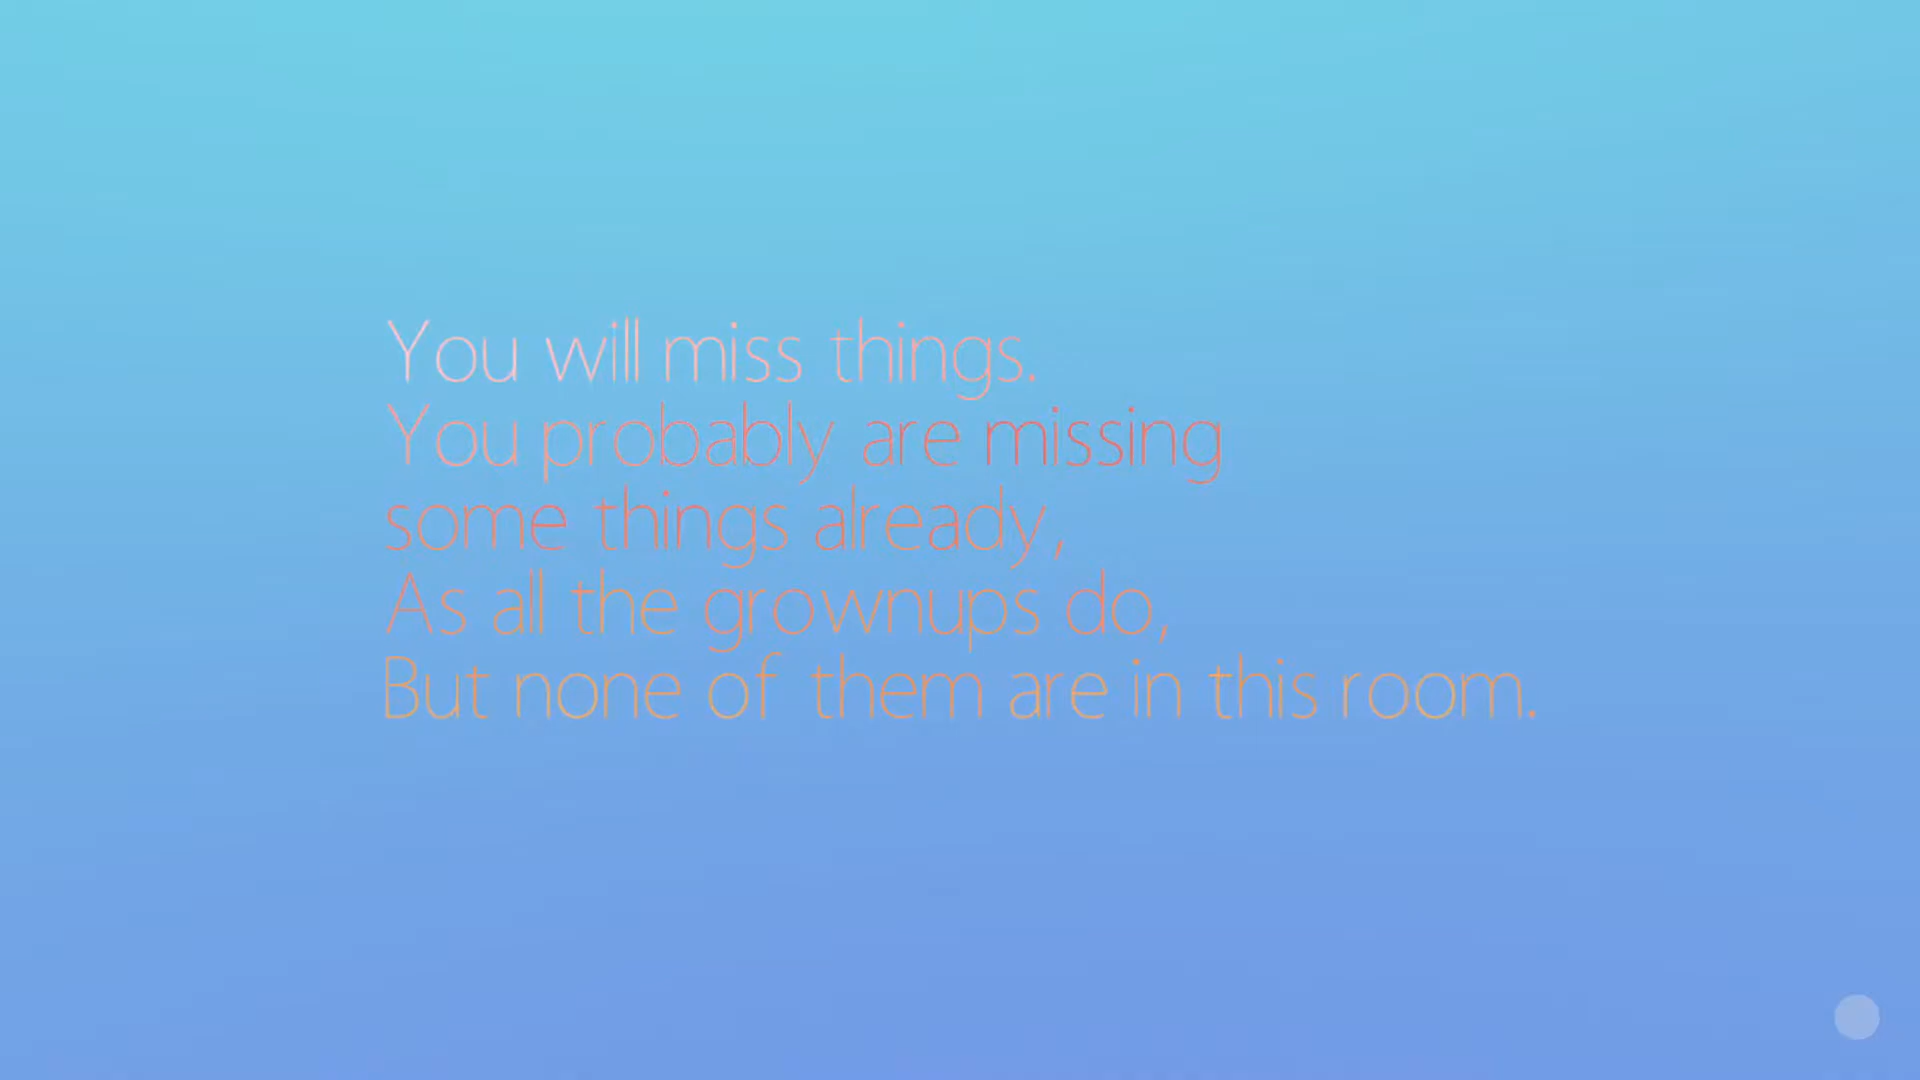 You will miss things.
You probably are missing
some things already,
As all the grownups do,
But none of them are in this room.